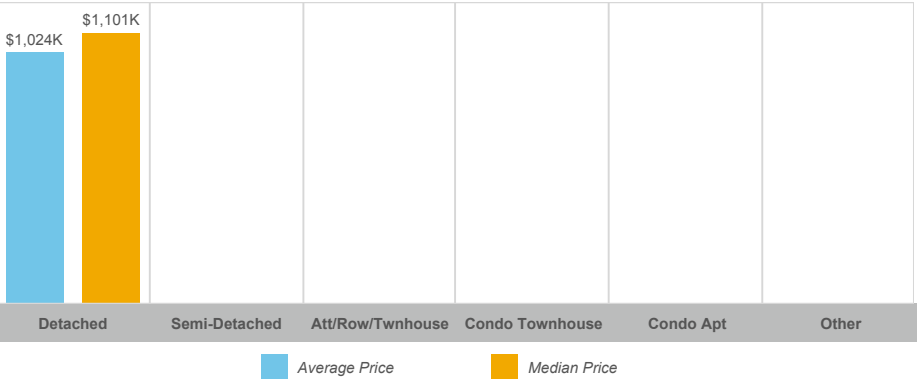 $1,101K
$1,024K
Detached Semi-Detached Att/Row/Twnhouse Condo Townhouse Condo Apt Other
Average Price Median Price